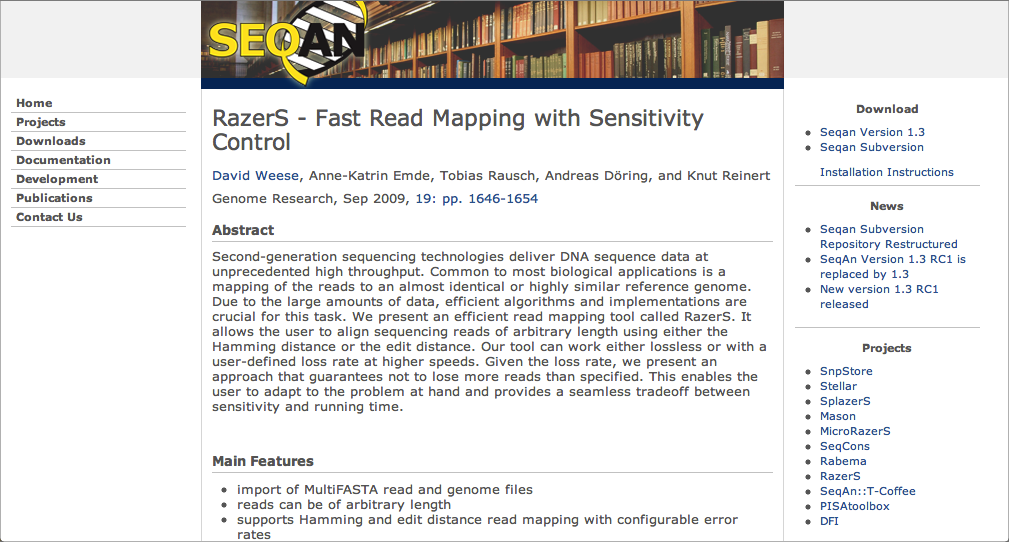 SEQAN
Home
Projects
Downloads
Documentation
Development
Publications
Contact Us
RazerS - Fast Read Mapping with Sensitivity
Control
David Weese, Anne-Katrin Emde, Tobias Rausch, Andreas Döring, and Knut Reinert
Genome Research, Sep 2009, 19: pp. 1646-1654
Abstract
Second-generation sequencing technologies deliver DNA sequence data at
unprecedented high throughput. Common to most biological applications is a
mapping of the reads to an almost identical or highly similar reference genome.
Due to the large amounts of data, efficient algorithms and implementations are
crucial for this task. We present an efficient read mapping tool called RazerS. It
allows the user to align sequencing reads of arbitrary length using either the
Hamming distance or the edit distance. Our tool can work either lossless or with a
user-defined loss rate at higher speeds. Given the loss rate, we present an
approach that guarantees not to lose more reads than specified. This enables the
user to adapt to the problem at hand and provides a seamless tradeoff between
sensitivity and running time.
Main Features
• import of MultiFASTA read and genome files
• reads can be of arbitrary length
• supports Hamming and edit distance read mapping with configurable error
rates
Download
• Seqan Version 1.3
• Seqan Subversion
Installation Instructions
News
• Seqan Subversion
Repository Restructured
• SeqAn Version 1.3 RC1 is
replaced by 1.3
• New version 1.3 RC1
released
Projects
• SnpStore
• Stellar
• SplazerS
• Mason
• MicroRazerS
• SeqCons
• Rabema
• RazerS
• SeqAn::T-Coffee
• PISAtoolbox
• DFI